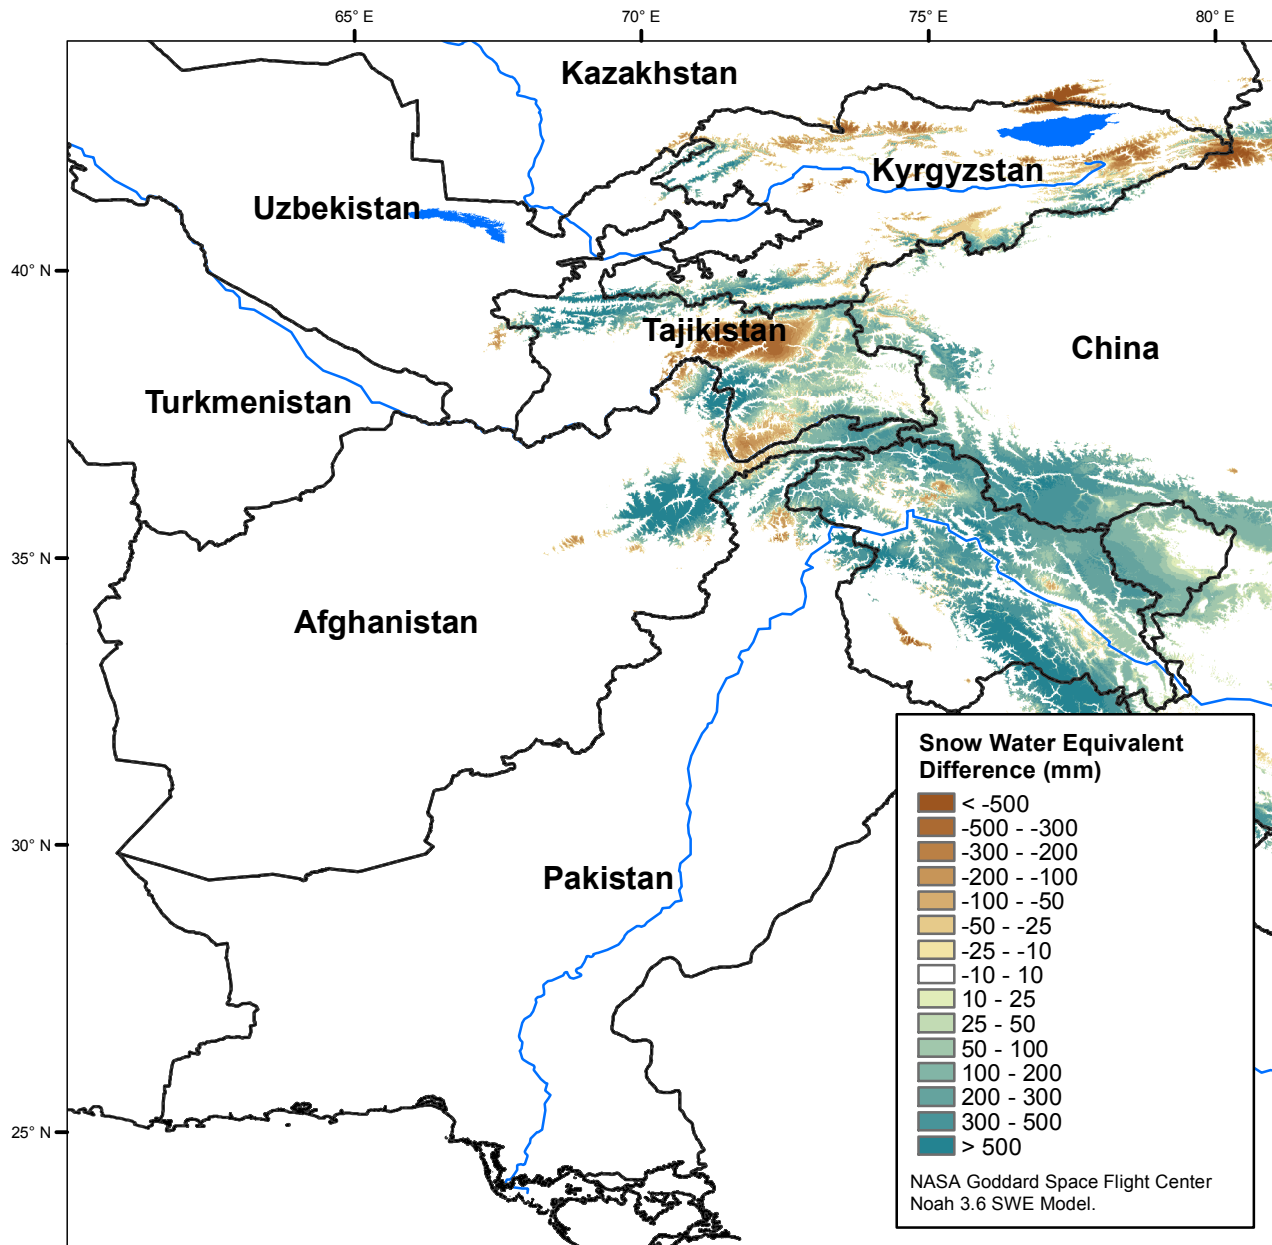 65° E
70° E
75° E
80° E
Kazakhstan
Kyrgyzstan
Uzbekistan
40° N
Tajikistan
China
Turkmenistan
35° N
Afghanistan
Snow Water Equivalent
Difference (mm)
< -500
-500 - -300
-300 - -200
-200 - -100
-100 - -50
-50 - -25
-25 - -10
-10 - 10
10 - 25
25 - 50
50 - 100
100 - 200
200 - 300
300 - 500
> 500
NASA Goddard Space Flight Center
Noah 3.6 SWE Model.
30° N
Pakistan
25° N